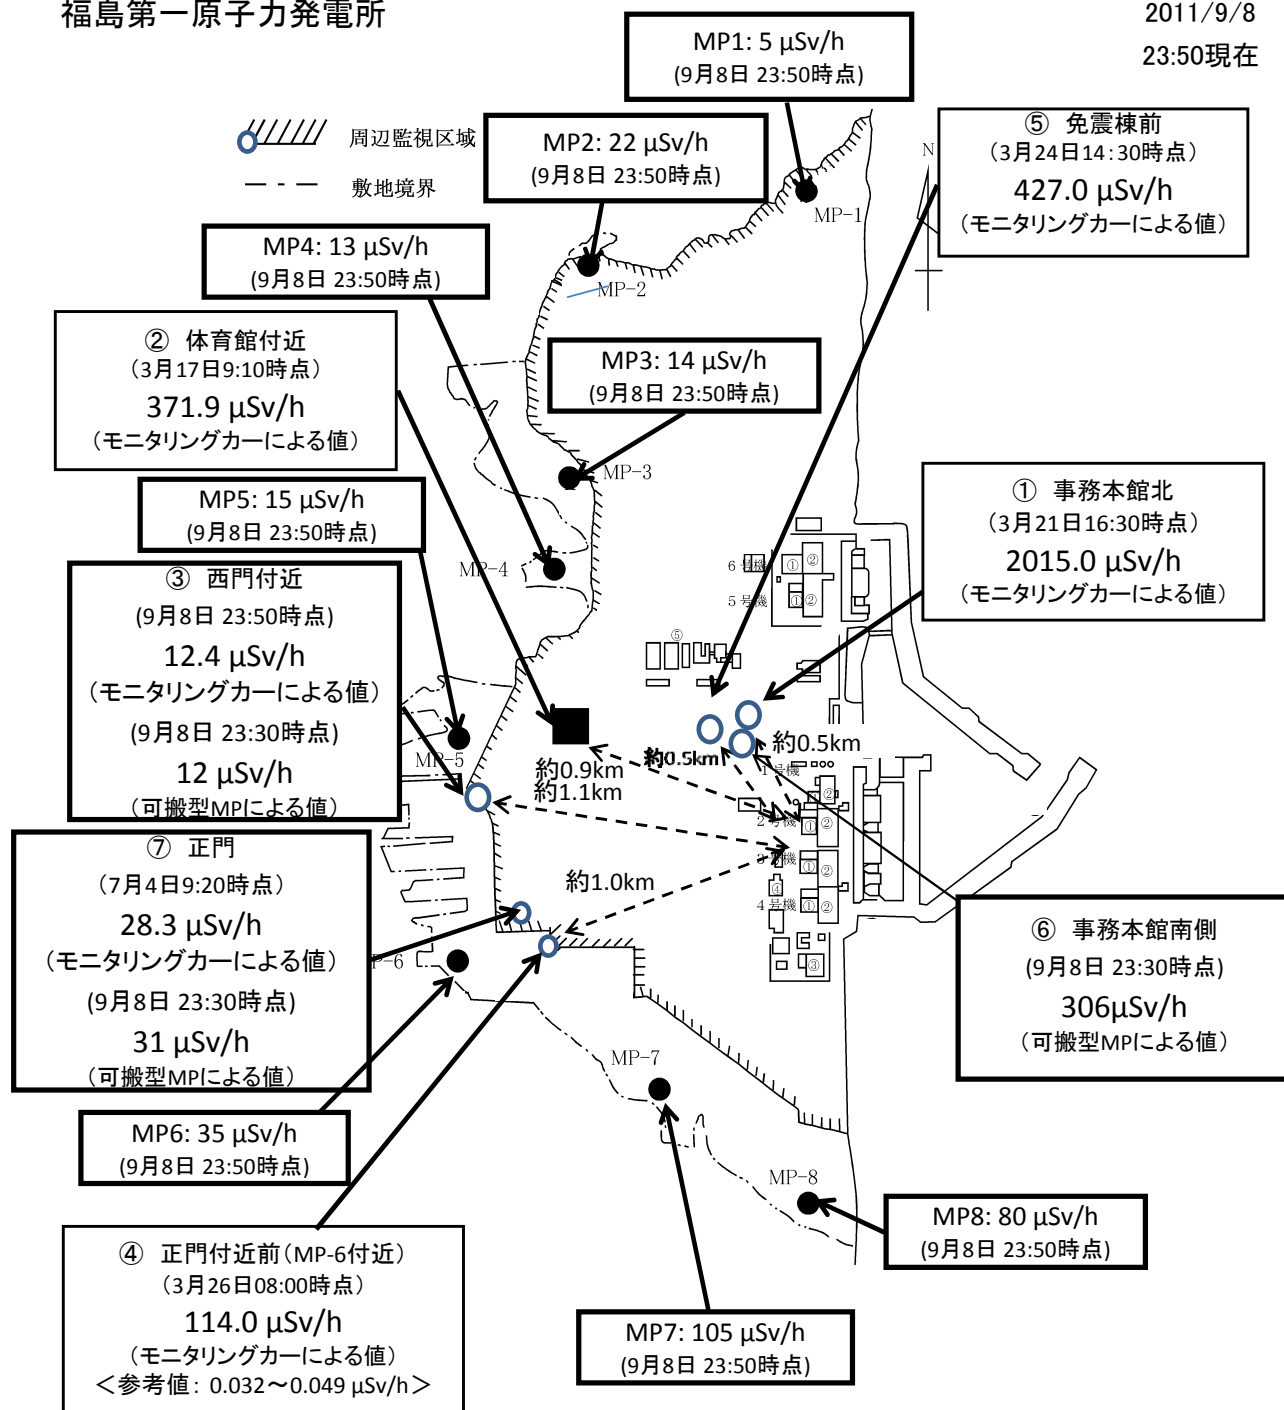 福島第一原子力発電所
2011/9/8
23:50現在
周辺監視区域
敷地境界
N
MP1: 5 μSv/h
(9月8日 23:50時点)
MP2: 22 μSv/h
(9月8日 23:50時点)
⑤ 免震棟前
(3月24日14:30時点)
427.0 μSv/h
(モニタリングカーによる値)
MP4: 13 μSv/h
(9月8日 23:50時点)
② 体育館付近
(3月17日9:10時点)
371.9 μSv/h
(モニタリングカーによる値)
MP3: 14 μSv/h
(9月8日 23:50時点)
MP5: 15 μSv/h
(9月8日 23:50時点)
① 事務本館北
(3月21日16:30時点)
2015.0 μSv/h
(モニタリングカーによる値)
③ 西門付近
(9月8日 23:50時点)
12.4 μSv/h
(モニタリングカーによる値)
(9月8日 23:30時点)
12 μSv/h
(可搬型MPによる値)
⑦ 正門
(7月4日9:20時点)
28.3 μSv/h
(モニタリングカーによる値)
(9月8日 23:30時点)
31 μSv/h
(可搬型MPによる値)
⑥ 事務本館南側
(9月8日 23:30時点)
306μSv/h
(可搬型MPによる値)
MP6: 35 μSv/h
(9月8日 23:50時点)
④ 正門付近前(MP-6付近)
(3月26日08:00時点)
114.0 μSv/h
(モニタリングカーによる値)
<参考値: 0.032~0.049 μSv/h>
MP7: 105 μSv/h
(9月8日 23:50時点)
MP8: 80 μSv/h
(9月8日 23:50時点)
MP-1
MP-2
MP-3
MP-4
MP-5
P-6
MP-7
MP-8
6号機 ① ②
5号機 ① ②
⑤
1号機
②
2号機 ① ②
3号機 ① ②
④
4号機 ① ②
③
約0.5km
約0.5km
約0.9km
約1.1km
約1.0km